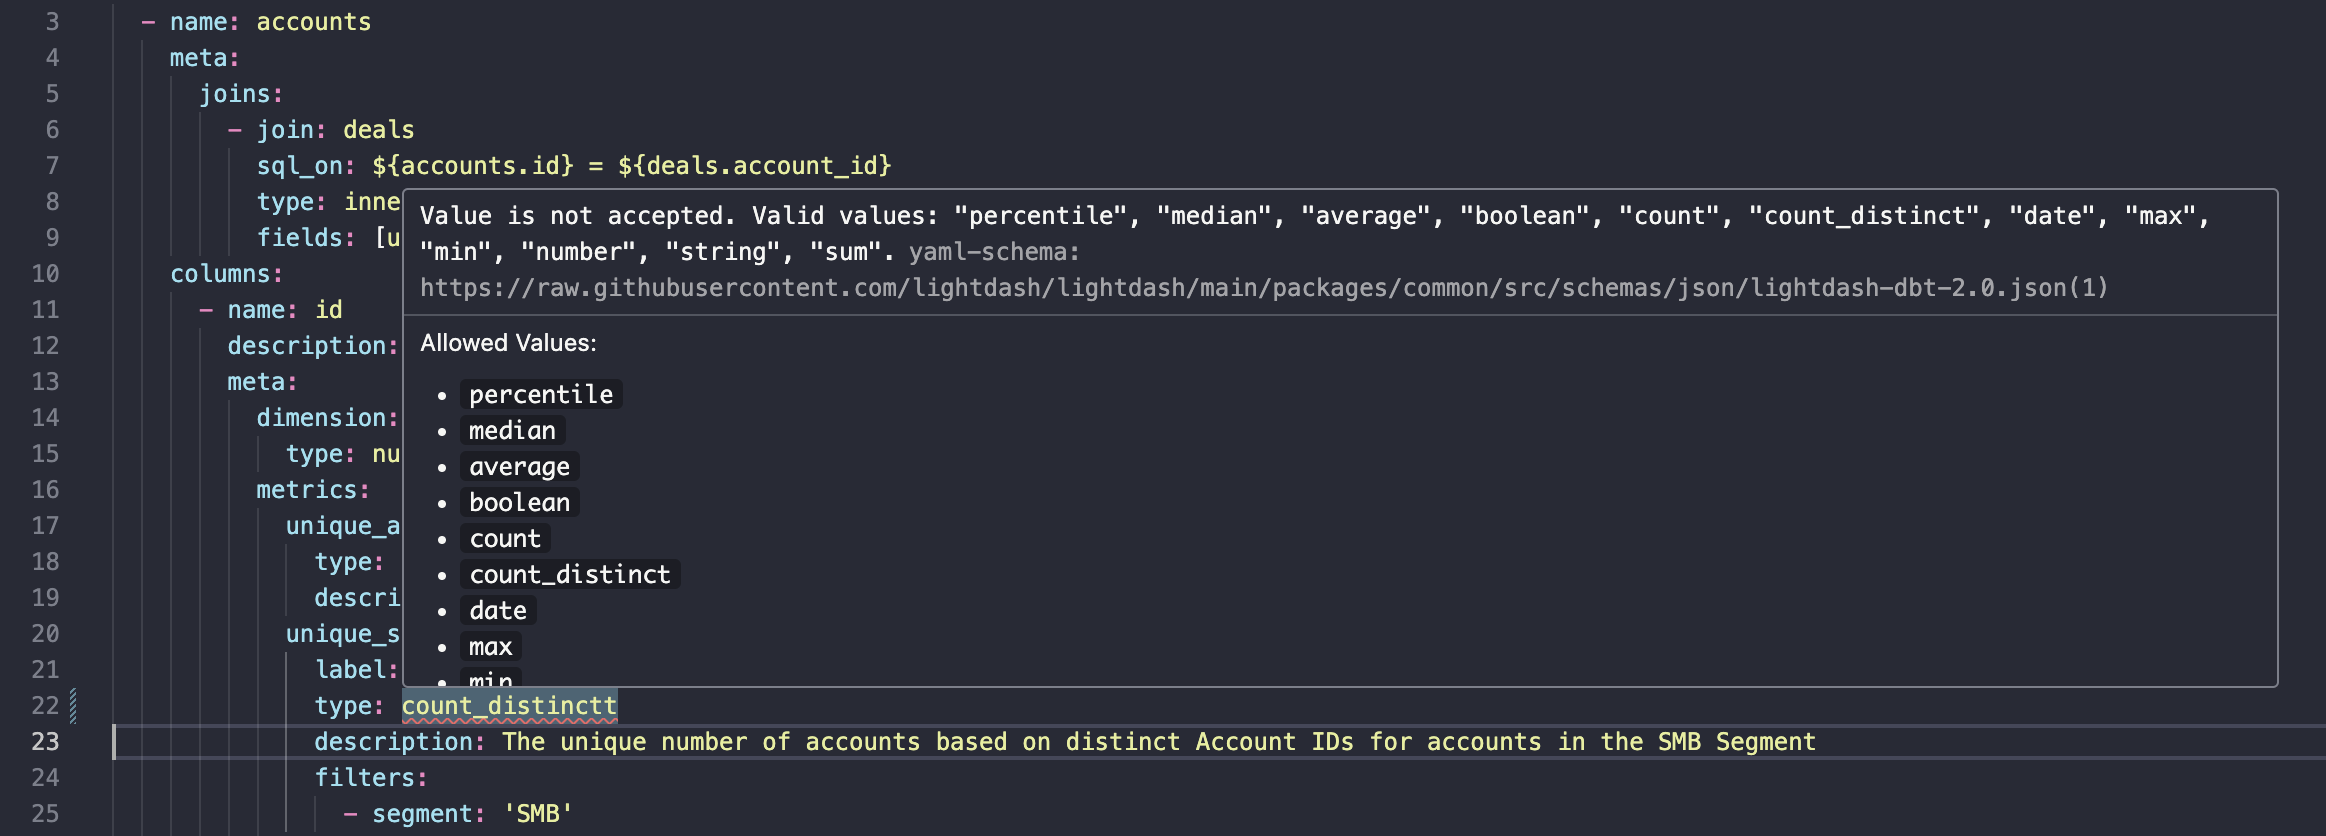 3 - name: accounts
4 meta:
5 joins:
6 - join: deals
7 sql_on: ${accounts.id} = ${deals.account_id}
8 type: inne
9 fields: [u
Value is not accepted. Valid values: "percentile", "median", "average", "boolean", "count", "count_distinct", "date", "max",
"min", "number", "string", "sum". yaml-schema:
https://raw.githubusercontent.com/lightdash/lightdash/main/packages/common/src/schemas/json/lightdash-dbt-2.0.json(1)
Allowed Values:
• percentile
• median
• average
• boolean
• count
• count_distinct
• date
• max
• min
10 columns:
11 - name: id
12 description:
13 meta:
14 dimension:
15 type: nu
16 metrics:
17 unique_a
18 type:
19 descri
20 unique_s
21 label:
22 type: count_distinctt
23 description: The unique number of accounts based on distinct Account IDs for accounts in the SMB Segment
24 filters:
25 - segment: 'SMB'